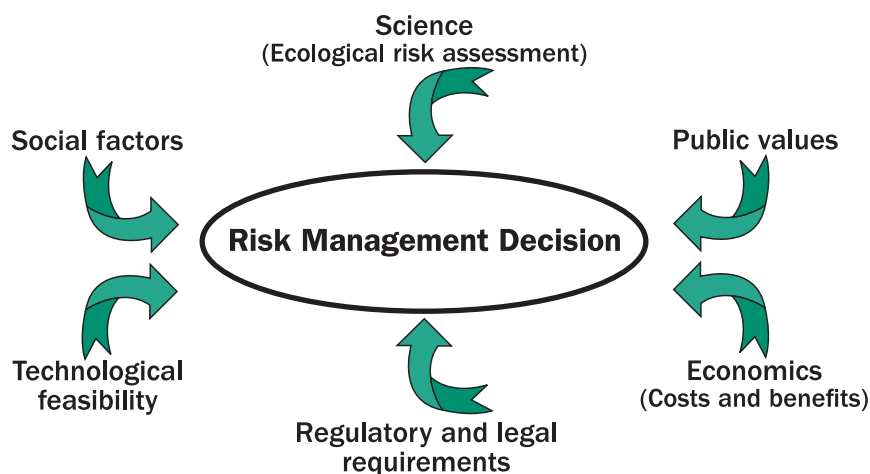 Science
(Ecological risk assessment)
Social factors
Public values
Risk Management Decision
Technological
feasibility
Economics
(Costs and benefits)
Regulatory and legal
requirements